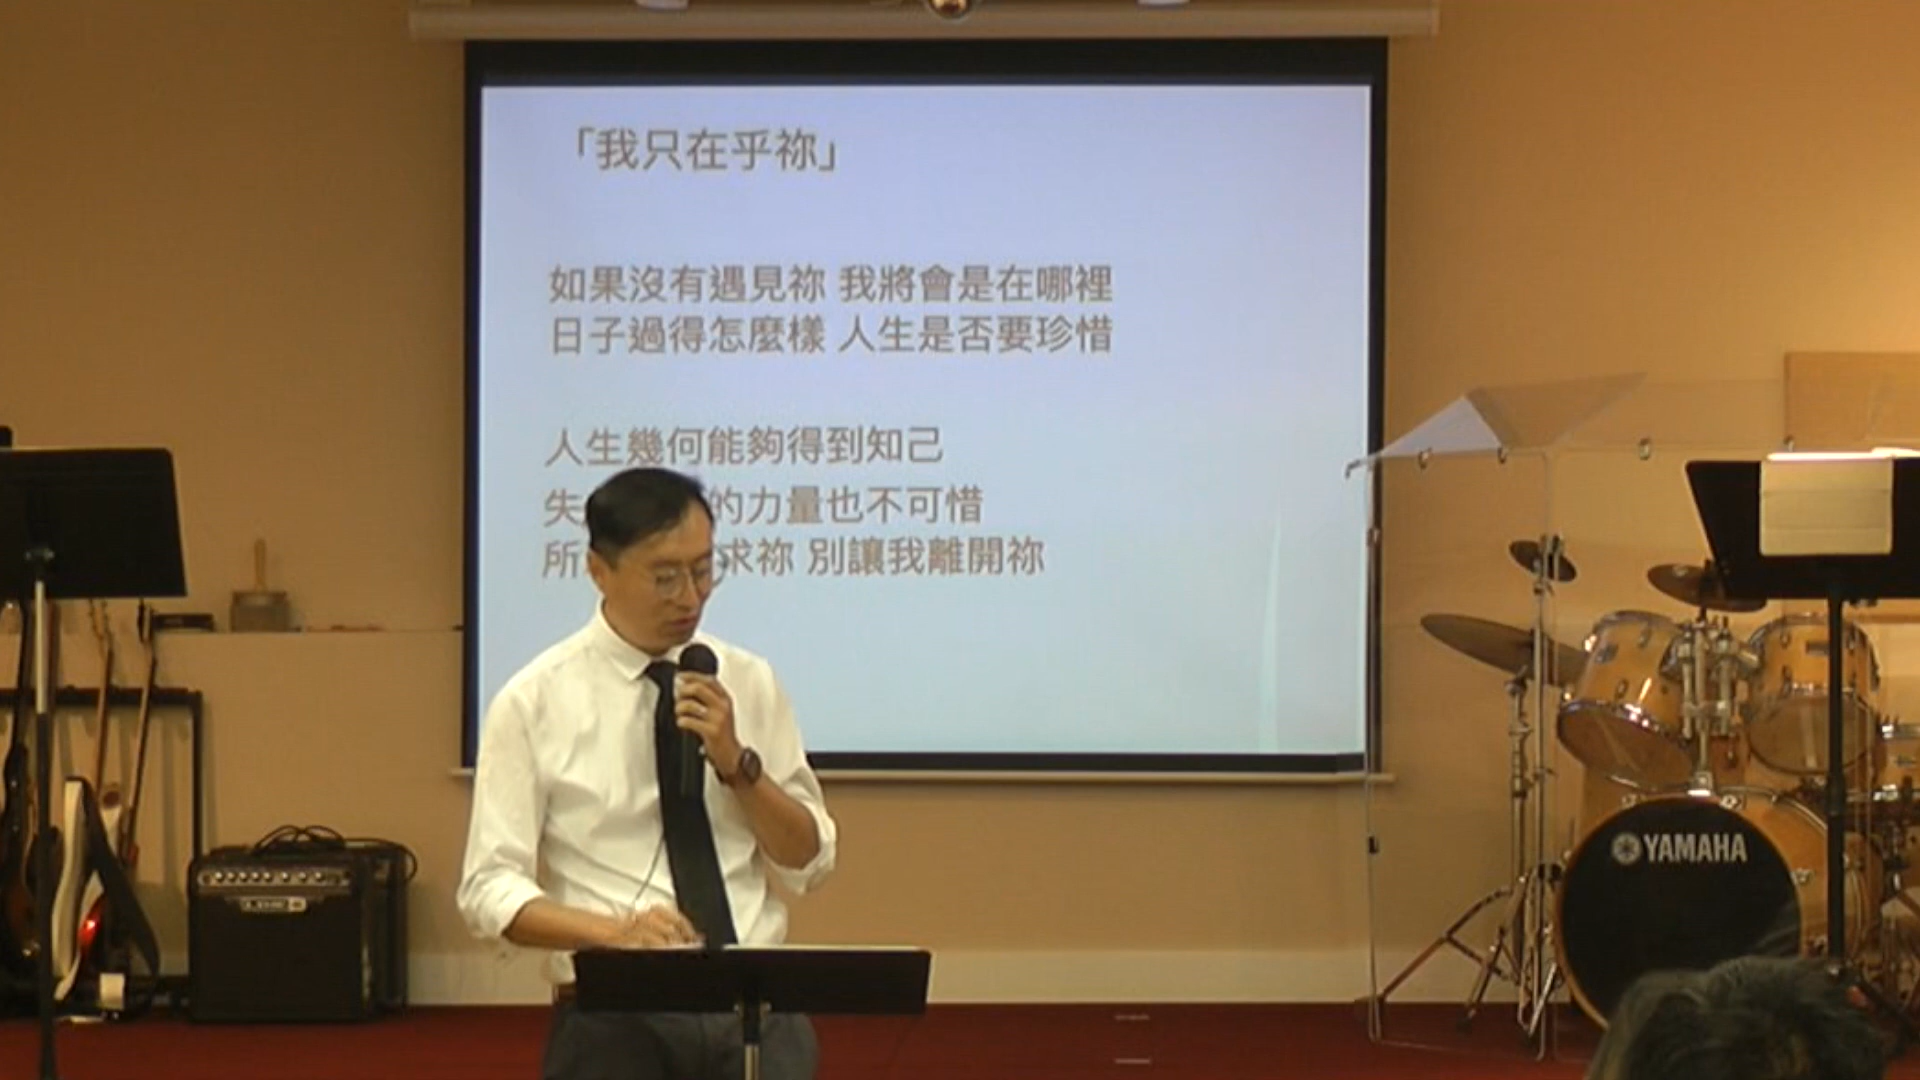 「我只在乎祢」
如果沒有遇見祢 我將會是在哪裡
日子過得怎麼樣 人生是否要珍惜
人生幾何能夠得到知己
失 的力量也不可惜
所 求祢 別讓我離開祢
YAMAHA